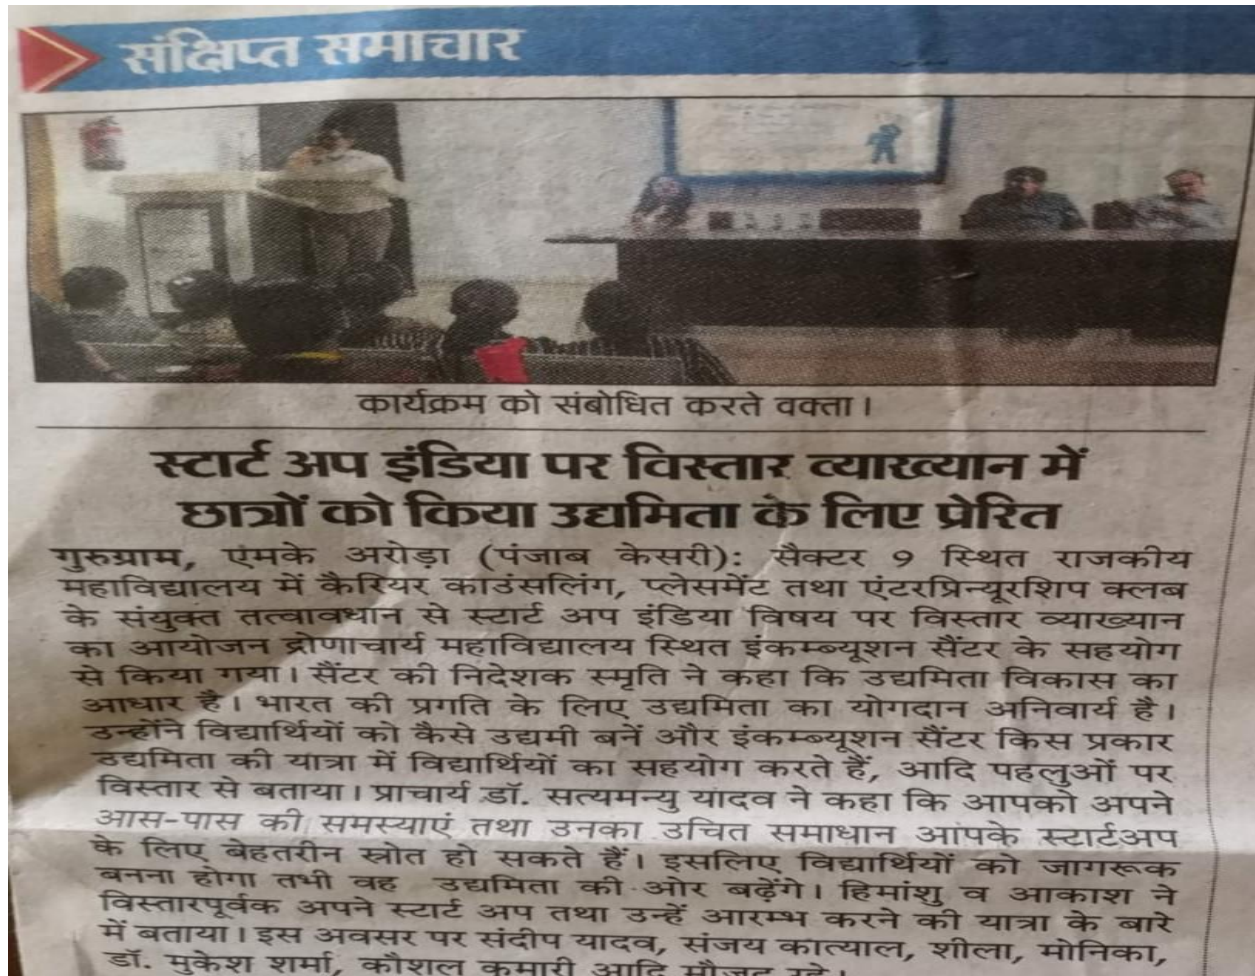 संक्षिप्त समाचार
कार्यक्रम को संबोधित करते वक्ता।
स्टार्ट अप इंडिया पर विस्तार व्याख्यान में
छात्रों को किया उद्यमिता के लिए प्रेरित
गुरुग्राम, एमके अरोड़ा (पंजाब केसरी): सैक्टर 9 स्थित राजकीय
महाविद्यालय में कैरियर काउंसलिंग, प्लेसमेंट तथा एंटरप्रिन्यूरशिप क्लब
के संयुक्त तत्वावधान से स्टार्ट अप इंडिया विषय पर विस्तार व्याख्यान
का आयोजन द्रोणाचार्य महाविद्यालय स्थित इंकम्ब्यूशन सैंटर के सहयोग
से किया गया। सैंटर की निदेशक स्मृति ने कहा कि उद्यमिता विकास का
आधार है। भारत की प्रगति के लिए उद्यमिता का योगदान अनिवार्य है।
उन्होंने विद्यार्थियों को कैसे उद्यमी बनें और इंकम्ब्यूशन सैंटर किस प्रकार
उद्यमिता की यात्रा में विद्यार्थियों का सहयोग करते हैं, आदि पहलुओं पर
विस्तार से बताया। प्राचार्य डॉ. सत्यमन्यु यादव ने कहा कि आपको अपने
आस-पास की समस्याएं तथा उनका उचित समाधान आपके स्टार्टअप
के लिए बेहतरीन स्रोत हो सकते हैं। इसलिए विद्यार्थियों को जागरूक
बनना होगा तभी वह उद्यमिता की ओर बढ़ेंगे। हिमांशु व आकाश ने
विस्तारपूर्वक अपने स्टार्ट अप तथा उन्हें आरम्भ करने की यात्रा के बारे
में बताया। इस अवसर पर संदीप यादव, संजय कात्याल, शीला, मोनिका,
डॉ. मुकेश शर्मा, कौशल कुमारी आदि मौजूद रहे।